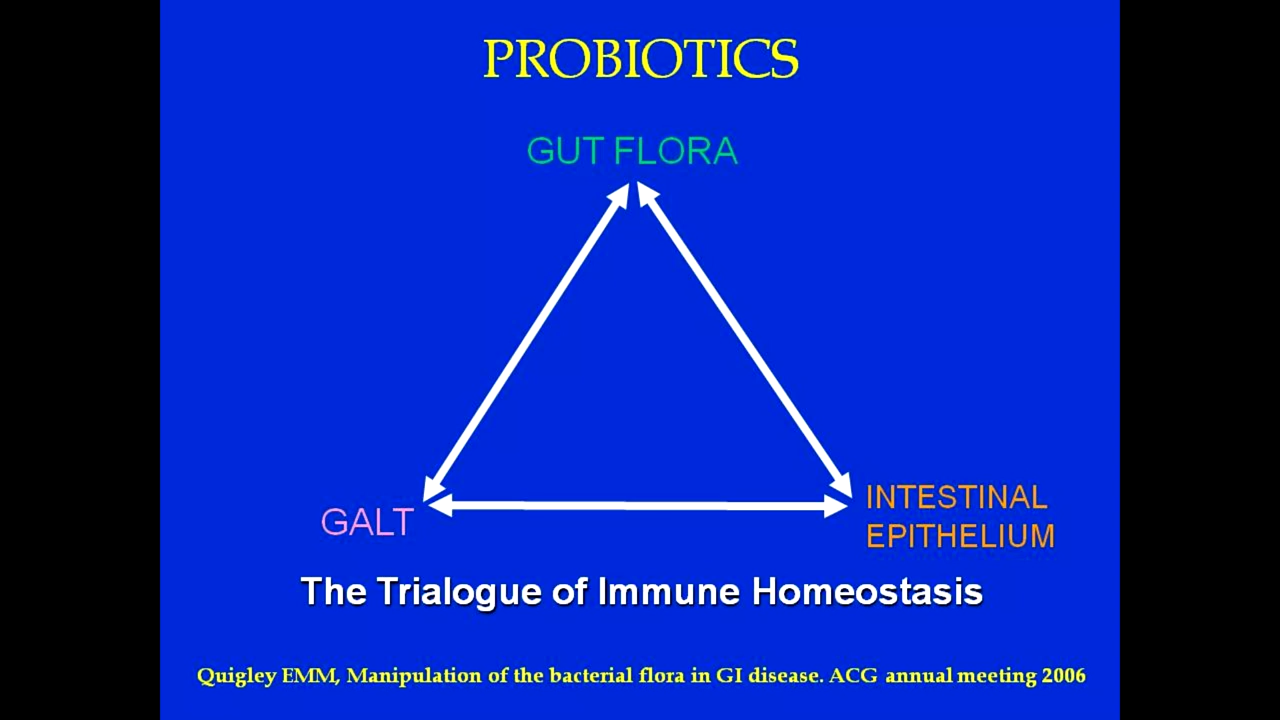 PROBIOTICS
GUT FLORA
GALT
INTESTINAL
EPITHELIUM
The Trialogue of Immune Homeostasis
Quigley EMM, Manipulation of the bacterial flora in GI disease. ACG annual meeting 2006